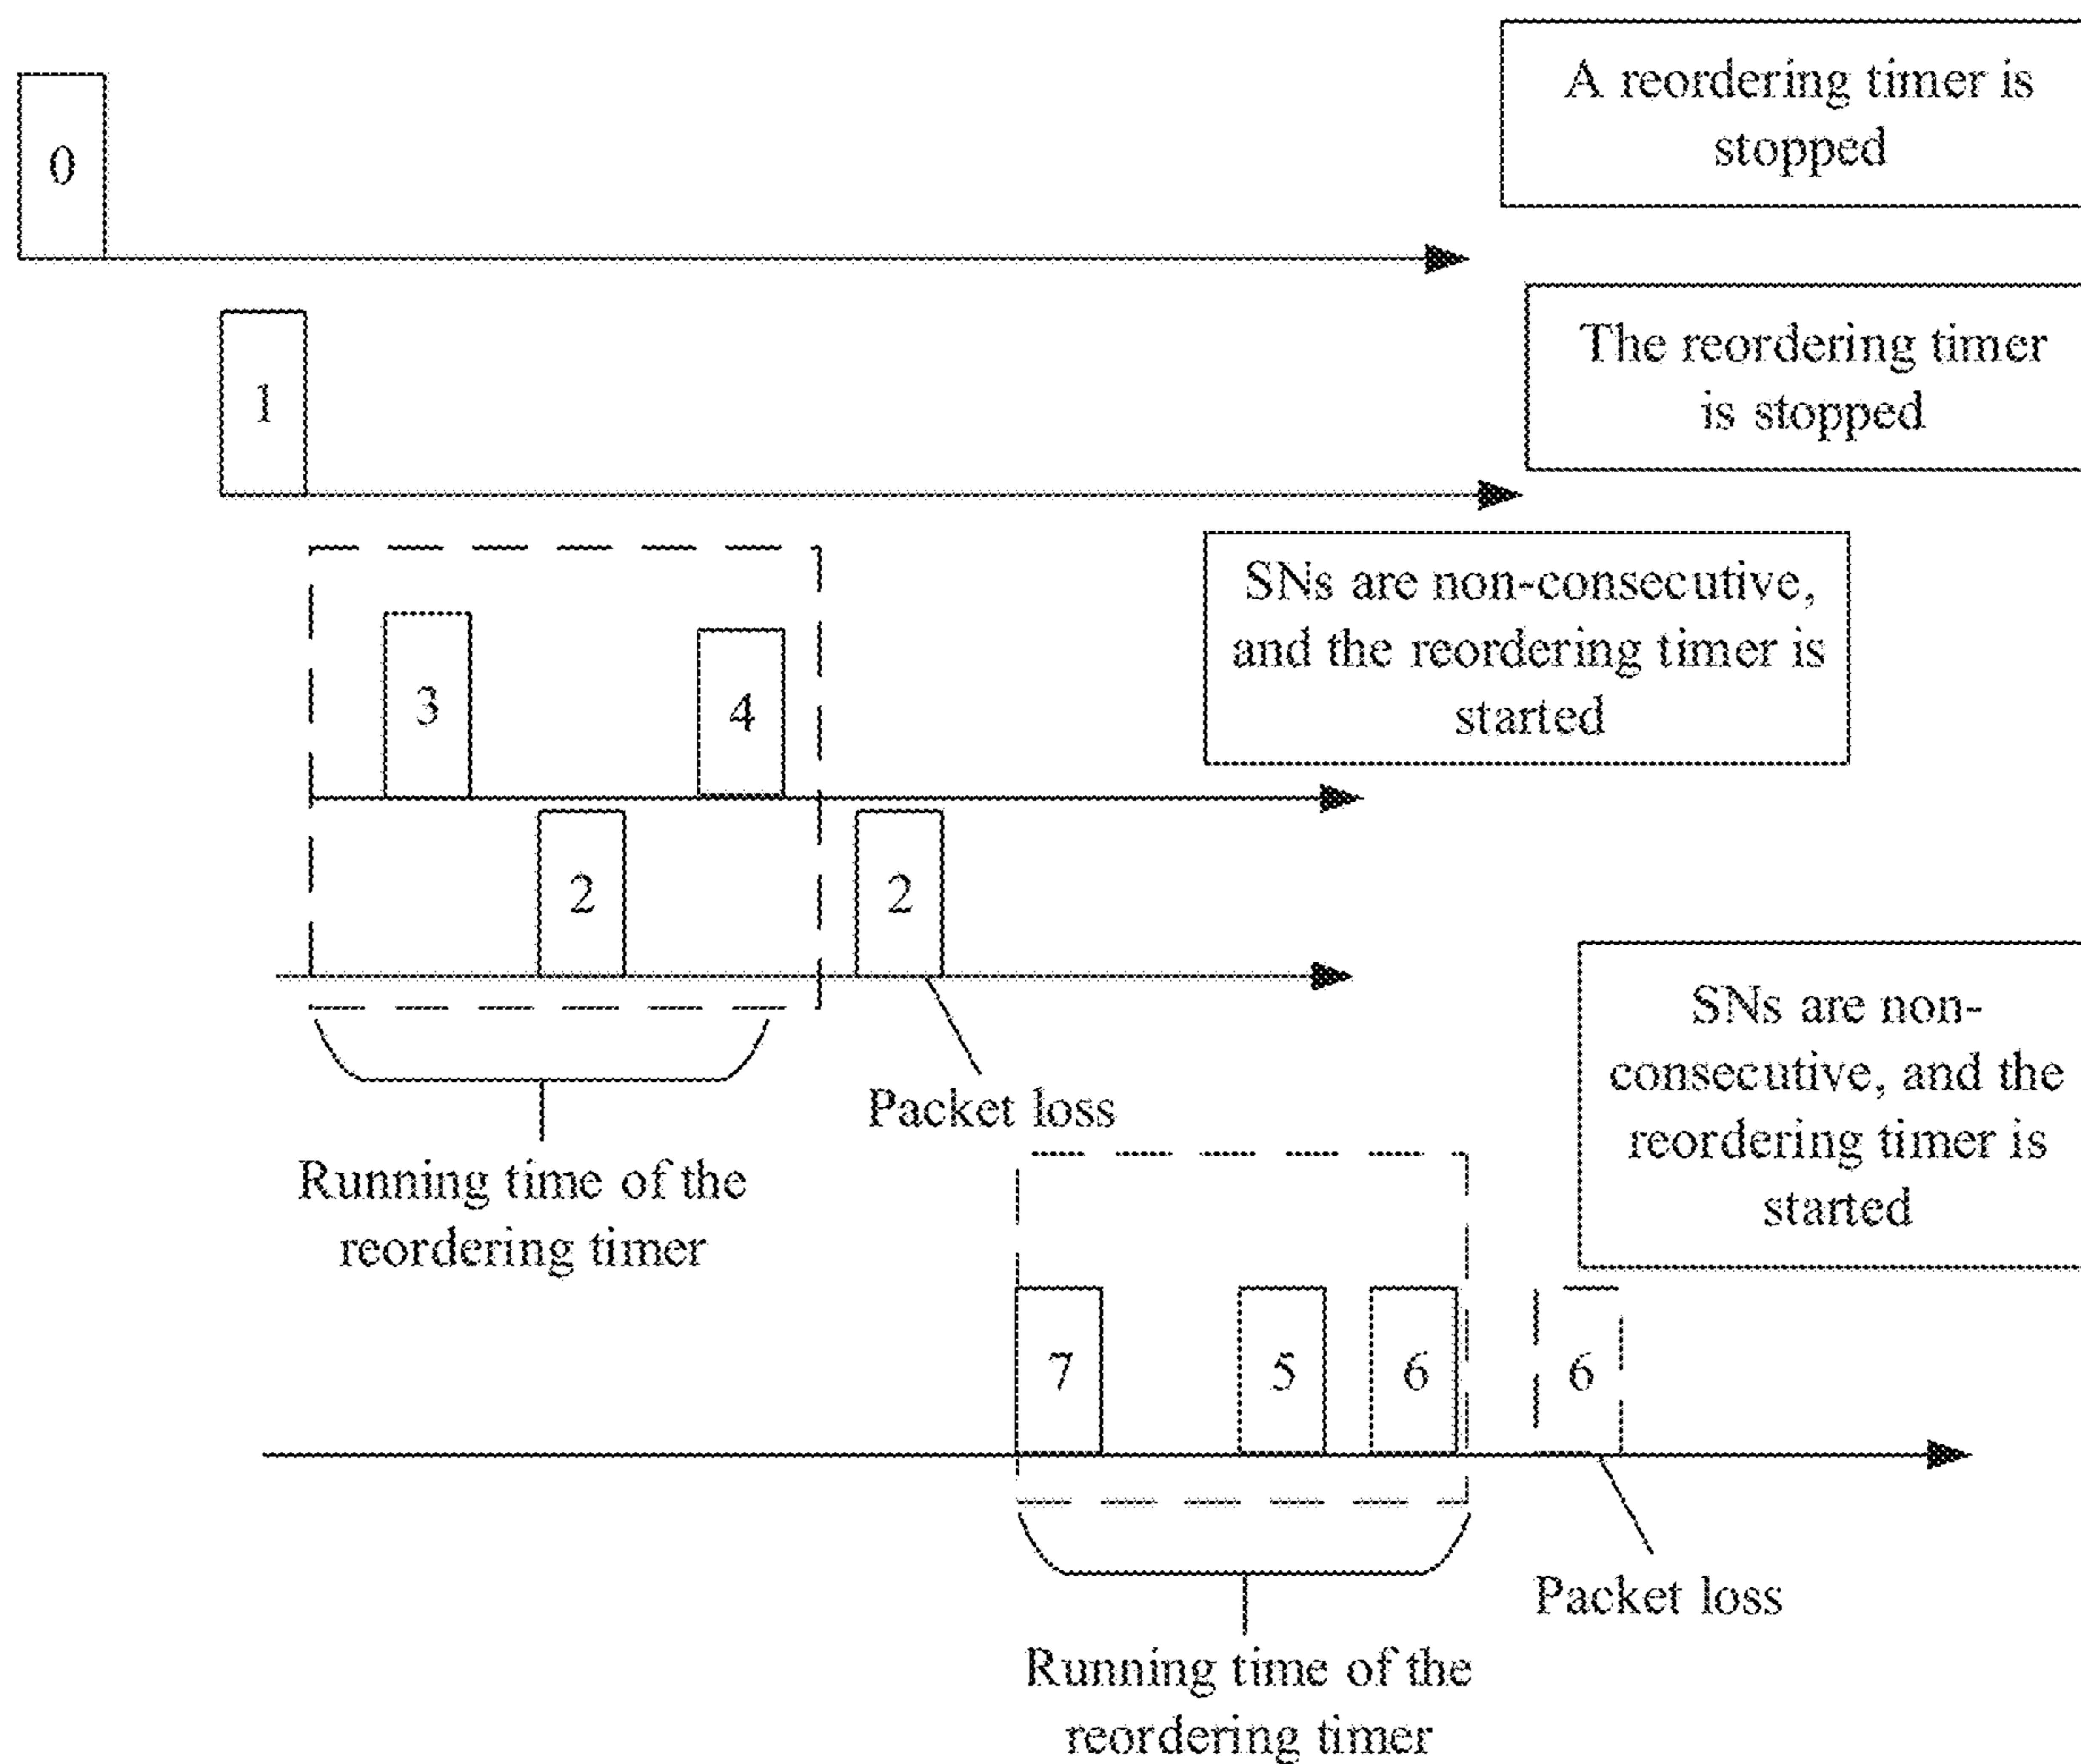 A reordering timer is
stopped
0
The reordering timer
is stopped
1
SNs are non-consecutive,
and the reordering timer is
started
3
4
2
2
SNs are non-
consecutive, and the
reordering timer is
started
Packet loss
Running time of the
reordering timer
7
5
6
6
Packet loss
Running time of the
reordering timer